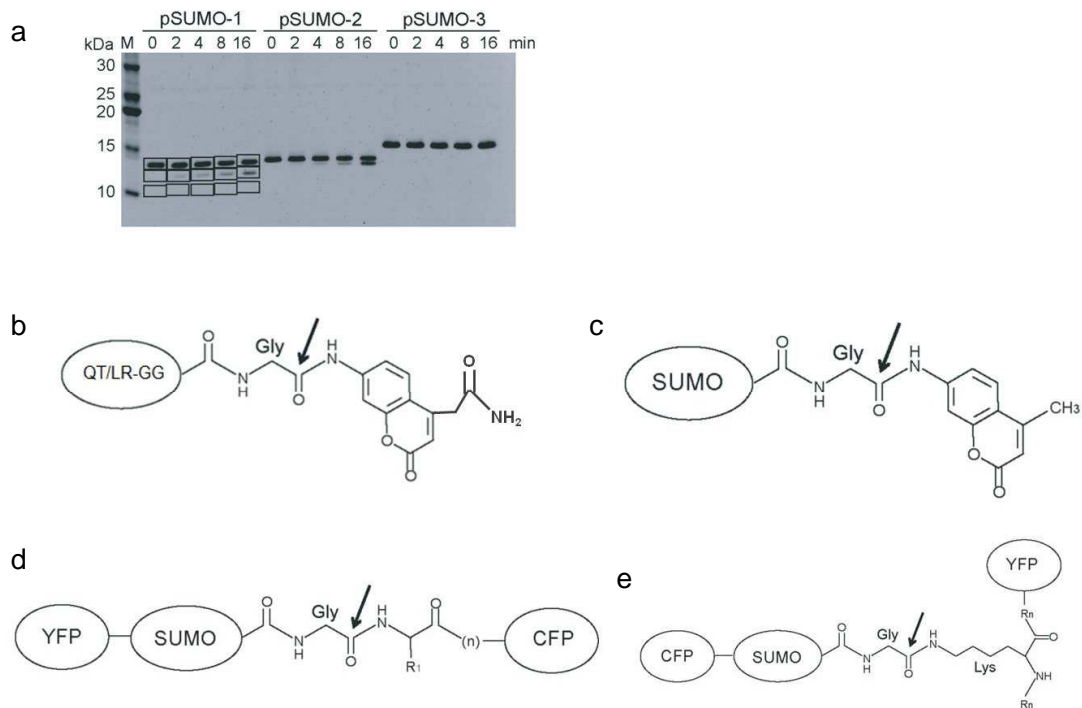 a
pSUMO-1 pSUMO-2 pSUMO-3
kDa M 0 2 4 8 16 0 2 4 8 16 0 2 4 8 16 min
30
25
20
15
10
b
QT/LR-GG
O
N
H
Gly
O
H
N
O
O
O
NH2
c
SUMO
O
N
H
Gly
O
H
N
O
O
CH3
d
YFP
SUMO
O
N
H
Gly
O
H
N
R1
O
(n)
CFP
e
YFP
Rn
CFP
SUMO
O
NH
Gly
O
H
N
Lys
O
NH
Rn